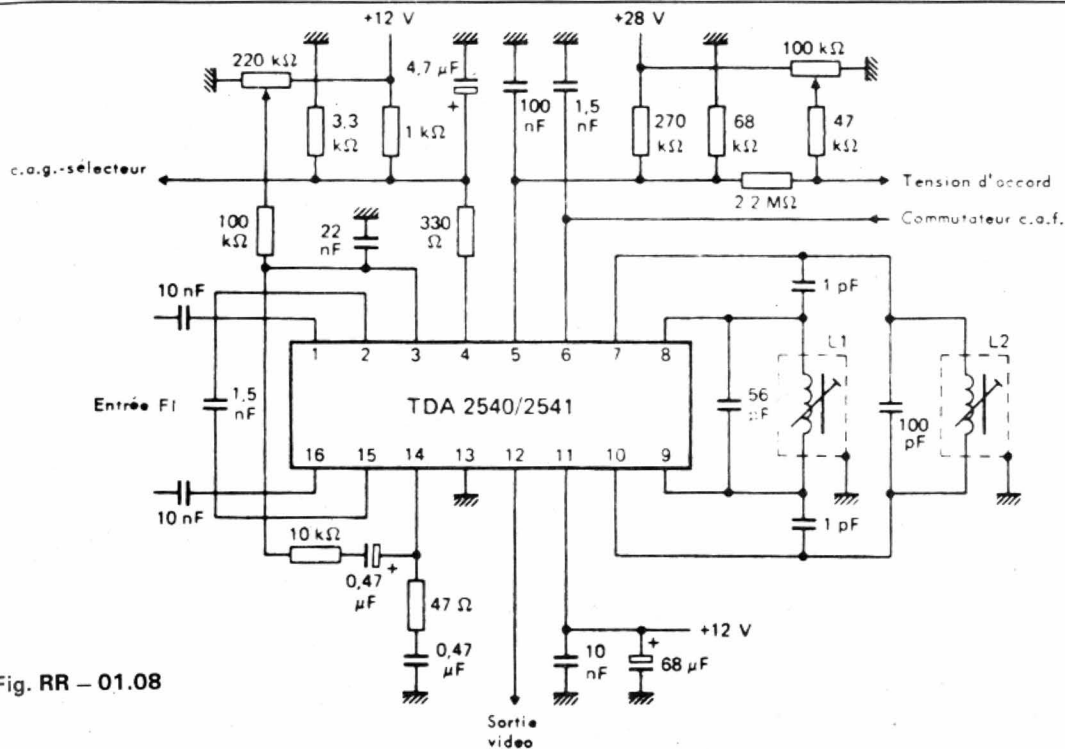 +12 V
+28 V
220 kΩ
4,7 µF
100 kΩ
+
3,3
kΩ
1 kΩ
100
nF
1,5
nF
270
kΩ
68
kΩ
47
kΩ
c.a.g.-sélecteur
Tension d'accord
2,2 MΩ
Commutateur c.a.f.
100
kΩ
22
nF
330
Ω
10 nF
1 pF
1 2 3 4 5 6 7 8
L1
L2
Entrée FI
1,5
nF
TDA 2540/2541
56
pF
100
pF
16 15 14 13 12 11 10 9
10 nF
10 kΩ
1 pF
0,47
µF
+
47 Ω
+12 V
0,47
µF
10
nF
+
68 µF
Fig. RR – 01.08
Sortie
video